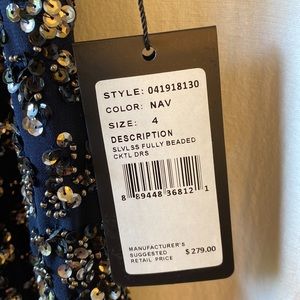 STYLE: 041918130
COLOR: NAV
SIZE: 4
DESCRIPTION
SLVLSS FULLY BEADED
CKTL DRS
8 89448 36812 1
MANUFACTURER'S
SUGGESTED
RETAIL PRICE $279.00